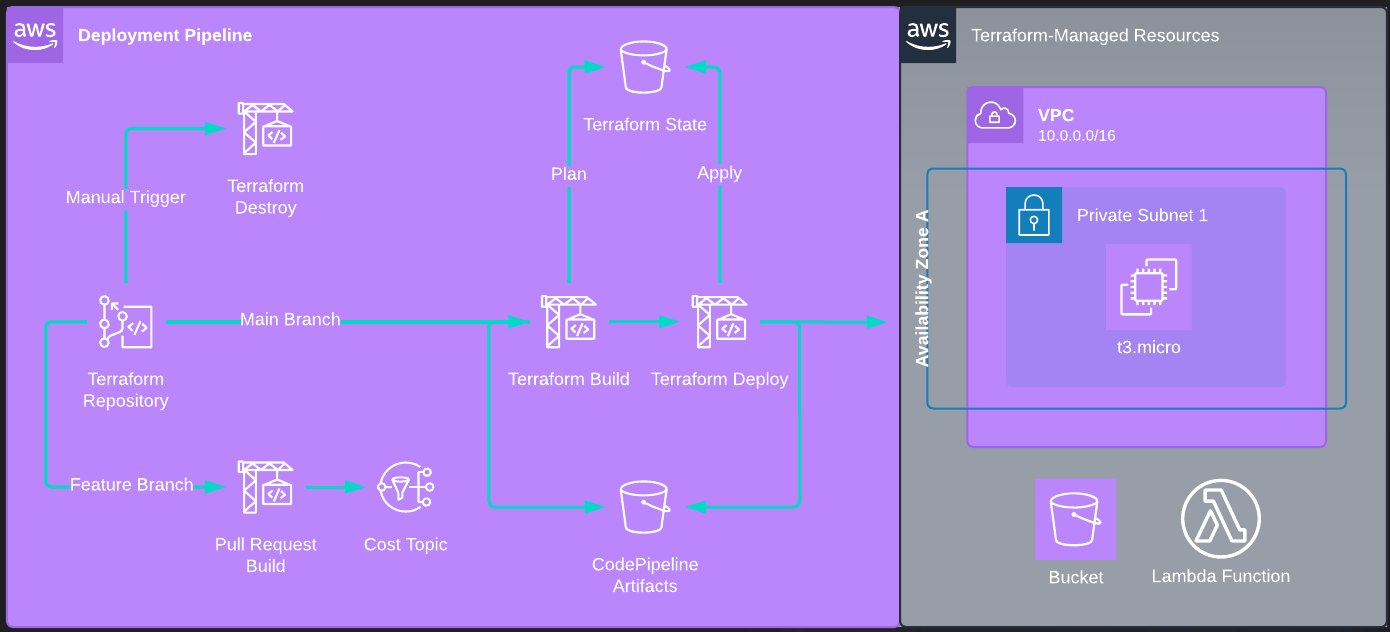 aws
Deployment Pipeline
Terraform State
Terraform
Destroy
Manual Trigger
Plan
Apply
Terraform
Repository
Main Branch
Terraform Build
Terraform Deploy
Feature Branch
Pull Request
Build
Cost Topic
CodePipeline
Artifacts
aws
Terraform-Managed Resources
VPC
10.0.0.0/16
Availability Zone A
Private Subnet 1
t3.micro
Bucket
Lambda Function